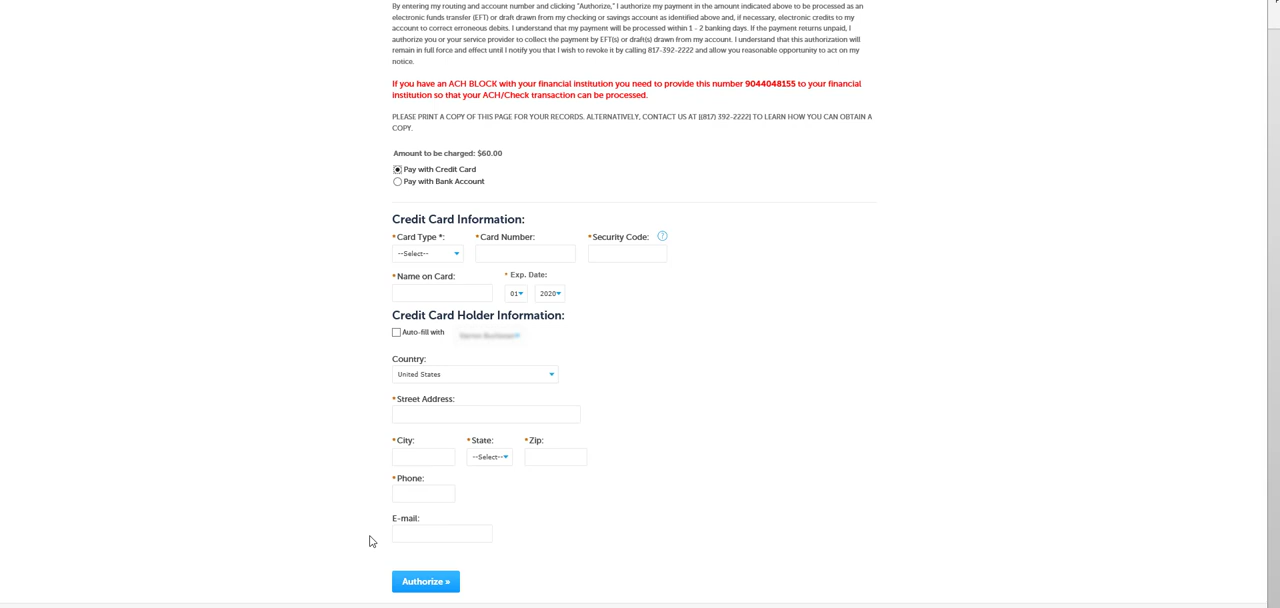 By entering my routing and account number and clicking "Authorize," I authorize my payment in the amount indicated above to be processed as an
electronic funds transfer (EFT) or draft drawn from my checking or savings account as identified above and, if necessary, electronic credits to my
account to correct erroneous debits. I understand that my payment will be processed within 1 - 2 banking days. If the payment returns unpaid, I
authorize you or your service provider to collect the payment by EFT(s) or draft(s) drawn from my account. I understand that this authorization will
remain in full force and effect until I notify you that I wish to revoke it by calling 817-392-2222 and allow you reasonable opportunity to act on my
notice.
If you have an ACH BLOCK with your financial institution you need to provide this number 9044048155 to your financial
institution so that your ACH/Check transaction can be processed.
PLEASE PRINT A COPY OF THIS PAGE FOR YOUR RECORDS. ALTERNATIVELY, CONTACT US AT [(817) 392-2222] TO LEARN HOW YOU CAN OBTAIN A
COPY.
Amount to be charged: $60.00
Pay with Credit Card
Pay with Bank Account
Credit Card Information:
*Card Type *: *Card Number: *Security Code: ?
--Select--
*Name on Card: * Exp. Date:
01 2020
Credit Card Holder Information:
Auto-fill with
Country:
United States
*Street Address:
*City: *State: *Zip:
--Select--
*Phone:
E-mail:
Authorize »